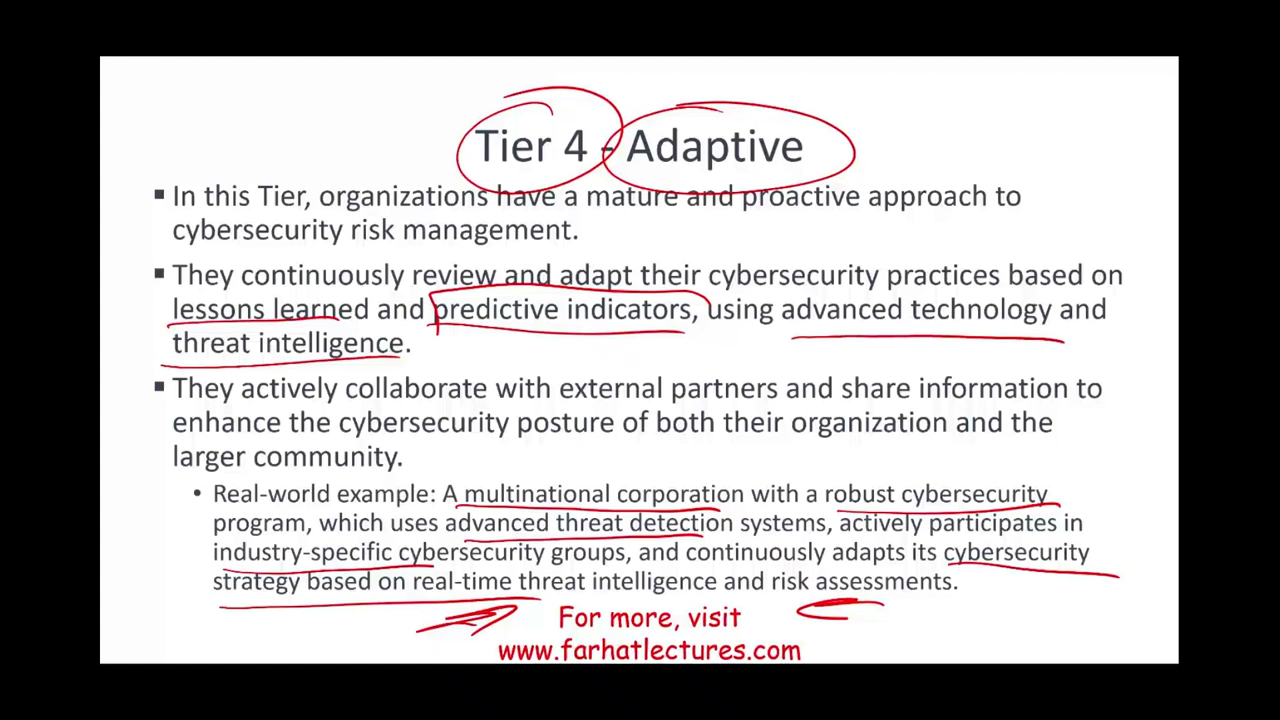 Tier 4 - Adaptive
▪ In this Tier, organizations have a mature and proactive approach to
cybersecurity risk management.
▪ They continuously review and adapt their cybersecurity practices based on
lessons learned and predictive indicators, using advanced technology and
threat intelligence.
▪ They actively collaborate with external partners and share information to
enhance the cybersecurity posture of both their organization and the
larger community.
• Real-world example: A multinational corporation with a robust cybersecurity
program, which uses advanced threat detection systems, actively participates in
industry-specific cybersecurity groups, and continuously adapts its cybersecurity
strategy based on real-time threat intelligence and risk assessments.
For more, visit
www.farhatlectures.com